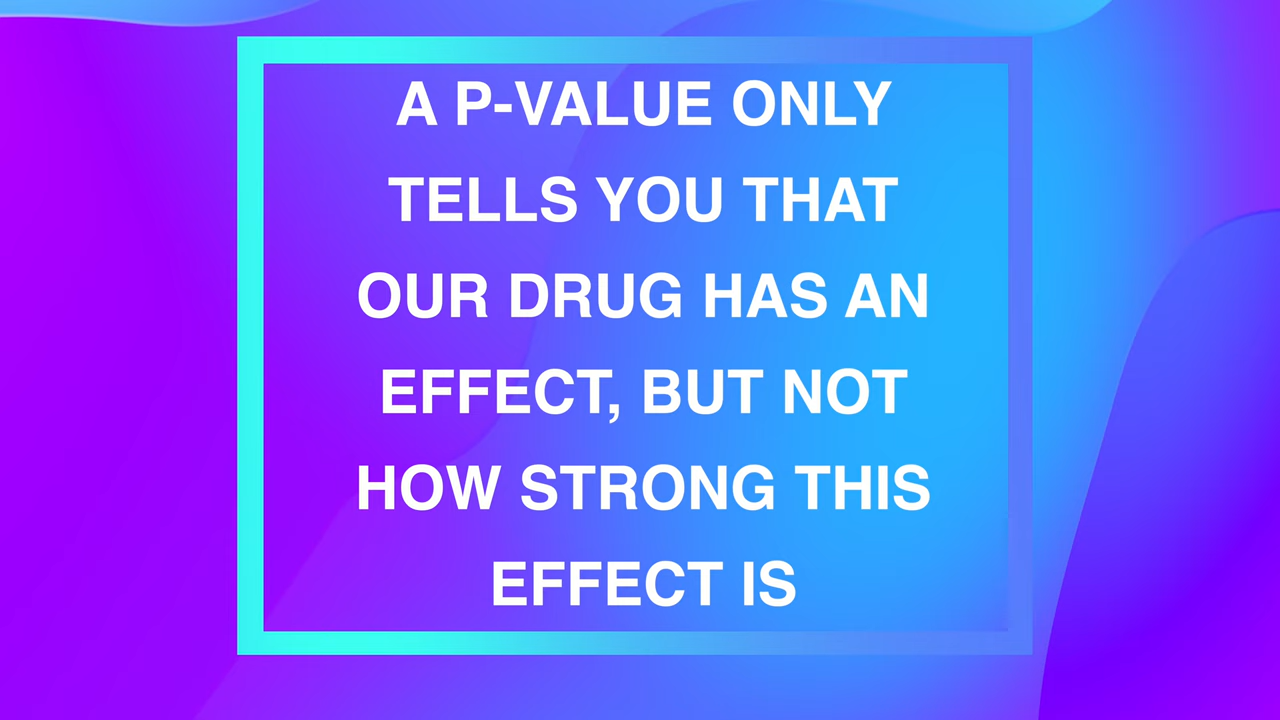 A P-VALUE ONLY
TELLS YOU THAT
OUR DRUG HAS AN
EFFECT, BUT NOT
HOW STRONG THIS
EFFECT IS